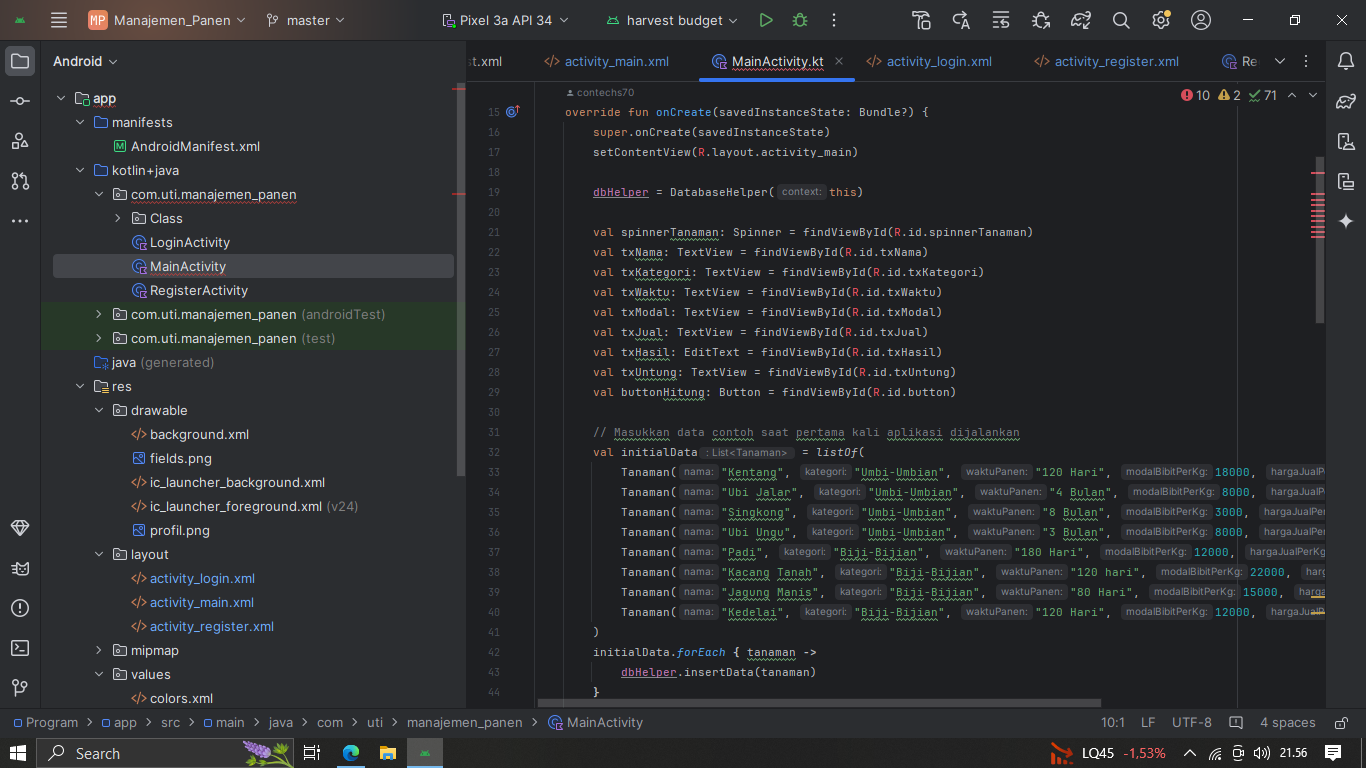 MP Manajemen_Panen master Pixel 3a API 34 harvest budget
Android
t.xml activity_main.xml MainActivity.kt activity_login.xml activity_register.xml Re
app
manifests
AndroidManifest.xml
kotlin+java
com.uti.manajemen_panen
Class
LoginActivity
MainActivity
RegisterActivity
com.uti.manajemen_panen (androidTest)
com.uti.manajemen_panen (test)
java (generated)
res
drawable
background.xml
fields.png
ic_launcher_background.xml
ic_launcher_foreground.xml (v24)
profil.png
layout
activity_login.xml
activity_main.xml
activity_register.xml
mipmap
values
colors.xml
contechs70
10 2 71
15 override fun onCreate(savedInstanceState: Bundle?) {
16 super.onCreate(savedInstanceState)
17 setContentView(R.layout.activity_main)
18
19 dbHelper = DatabaseHelper( context: this)
20
21 val spinnerTanaman: Spinner = findViewById(R.id.spinnerTanaman)
22 val txNama: TextView = findViewById(R.id.txNama)
23 val txKategori: TextView = findViewById(R.id.txKategori)
24 val txWaktu: TextView = findViewById(R.id.txWaktu)
25 val txModal: TextView = findViewById(R.id.txModal)
26 val txJual: TextView = findViewById(R.id.txJual)
27 val txHasil: EditText = findViewById(R.id.txHasil)
28 val txUntung: TextView = findViewById(R.id.txUntung)
29 val buttonHitung: Button = findViewById(R.id.button)
30
31 // Masukkan data contoh saat pertama kali aplikasi dijalankan
32 val initialData : List<Tanaman> = listOf(
33 Tanaman( nama: "Kentang", kategori: "Umbi-Umbian", waktuPanen: "120 Hari", modalBibitPerKg: 18000, hargaJualPe
34 Tanaman( nama: "Ubi Jalar", kategori: "Umbi-Umbian", waktuPanen: "4 Bulan", modalBibitPerKg: 8000, hargaJualP
35 Tanaman( nama: "Singkong", kategori: "Umbi-Umbian", waktuPanen: "8 Bulan", modalBibitPerKg: 3000, hargaJualPe
36 Tanaman( nama: "Ubi Ungu", kategori: "Umbi-Umbian", waktuPanen: "3 Bulan", modalBibitPerKg: 8000, hargaJualPe
37 Tanaman( nama: "Padi", kategori: "Biji-Bijian", waktuPanen: "180 Hari", modalBibitPerKg: 12000, hargaJualPerKg
38 Tanaman( nama: "Kacang Tanah", kategori: "Biji-Bijian", waktuPanen: "120 hari", modalBibitPerKg: 22000, harg
39 Tanaman( nama: "Jagung Manis", kategori: "Biji-Bijian", waktuPanen: "80 Hari", modalBibitPerKg: 15000, harga
40 Tanaman( nama: "Kedelai", kategori: "Biji-Bijian", waktuPanen: "120 Hari", modalBibitPerKg: 12000, hargaJualP
41 )
42 initialData.forEach { tanaman ->
43 dbHelper.insertData(tanaman)
44 }
Program > app > src > main > java > com > uti > manajemen_panen > MainActivity 10:1 LF UTF-8 4 spaces
Search LQ45 -1,53% 21.56